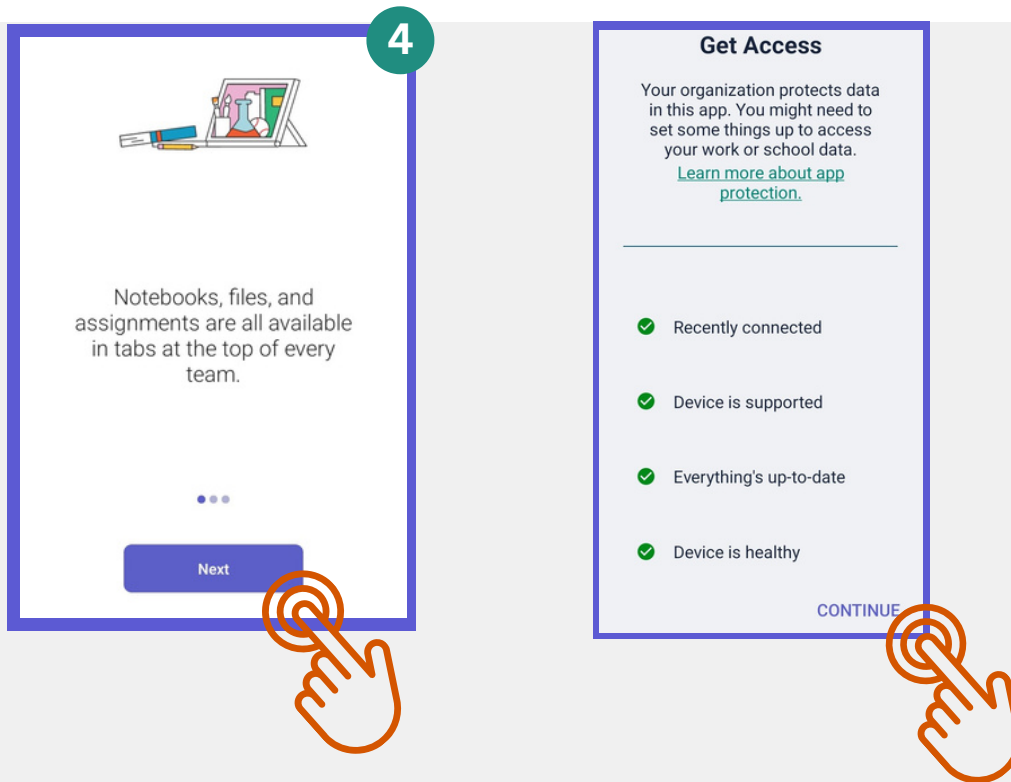 4
Notebooks, files, and
assignments are all available
in tabs at the top of every
team.
Next
Get Access
Your organization protects data
in this app. You might need to
set some things up to access
your work or school data.
Learn more about app
protection.
Recently connected
Device is supported
Everything's up-to-date
Device is healthy
CONTINUE